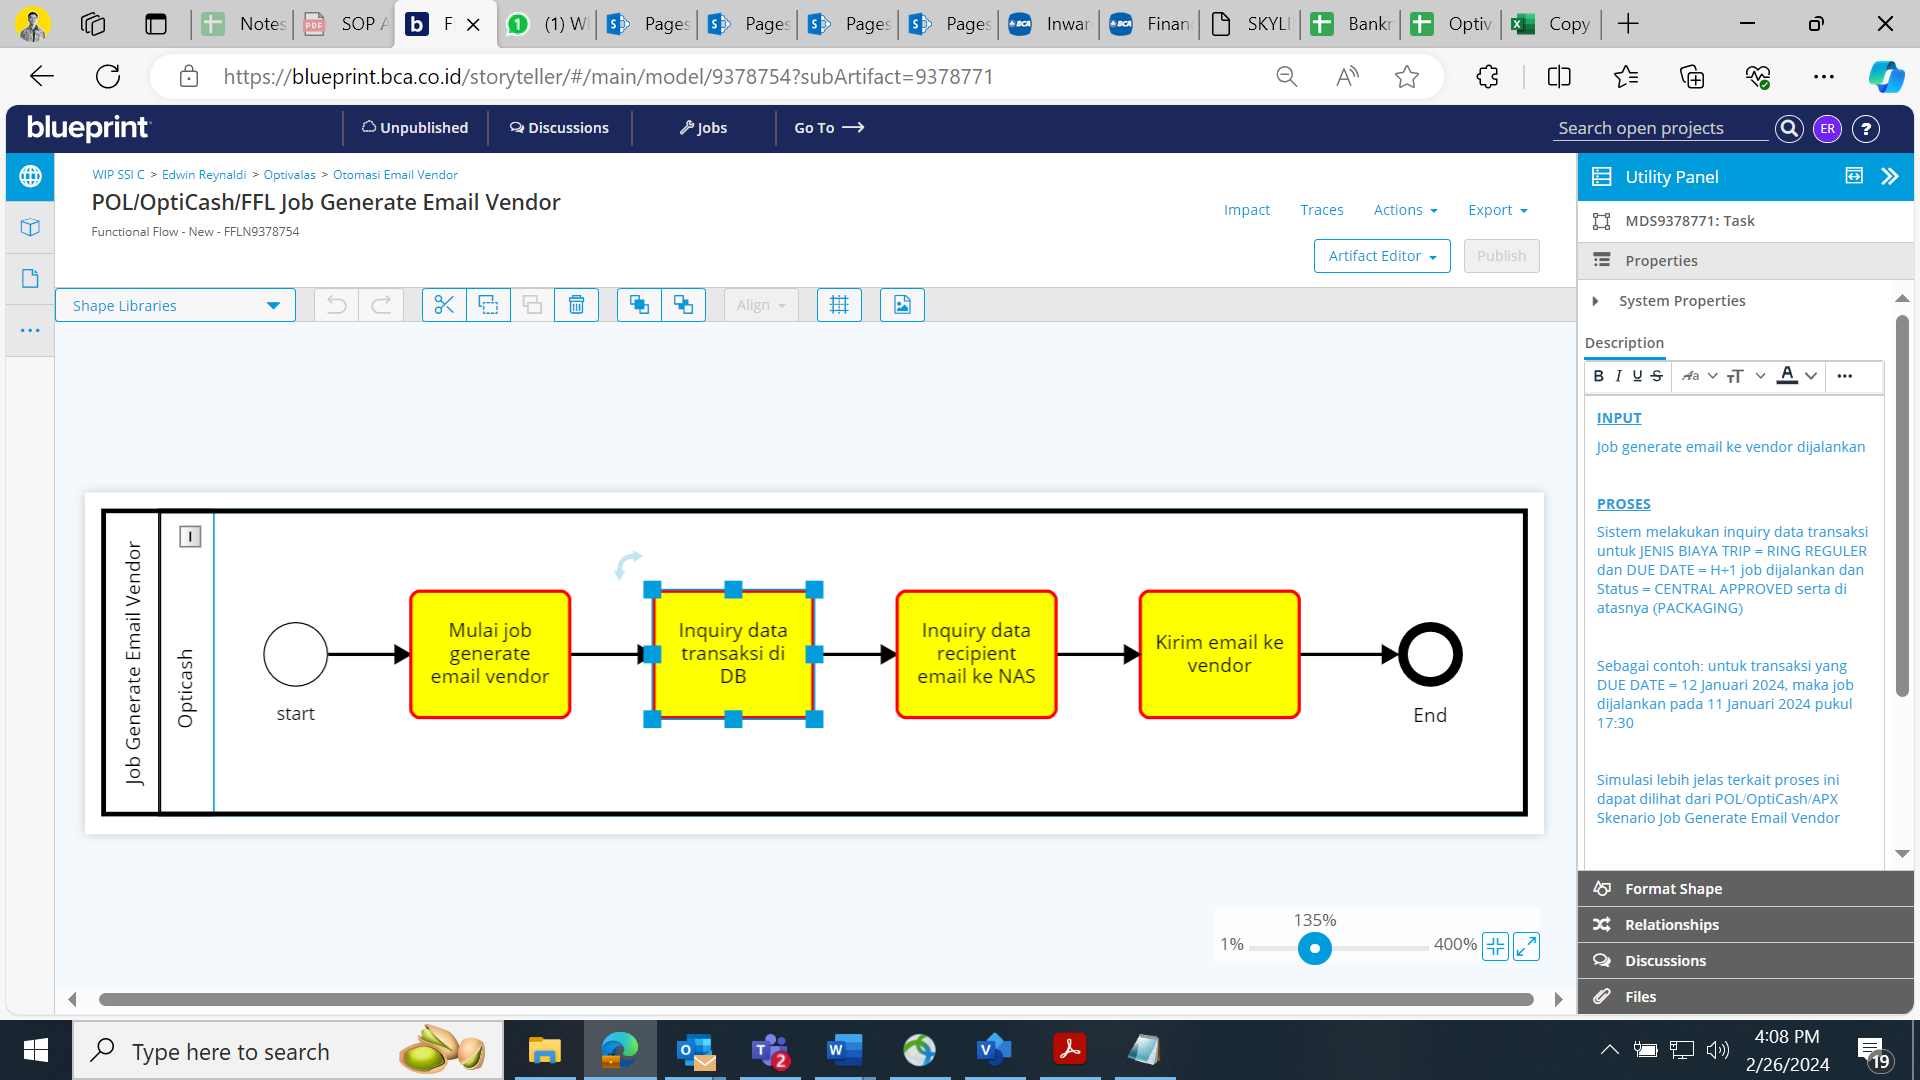 Notes
SOP A
F
(1) W
Pages
Pages
Pages
Pages
Inwar
Finan
SKYLI
Bankr
Optiv
Copy
https://blueprint.bca.co.id/storyteller/#/main/model/9378754?subArtifact=9378771
blueprint
Unpublished
Discussions
Jobs
Go To
Search open projects
ER
?
WIP SSI C > Edwin Reynaldi > Optivalas > Otomasi Email Vendor
POL/OptiCash/FFL Job Generate Email Vendor
Functional Flow - New - FFLN9378754
Impact
Traces
Actions
Export
Artifact Editor
Publish
Shape Libraries
Align
Job Generate Email Vendor
Opticash
start
Mulai job
generate
email vendor
Inquiry data
transaksi di
DB
Inquiry data
recipient
email ke NAS
Kirim email ke
vendor
End
135%
1%
400%
Utility Panel
MDS9378771: Task
Properties
System Properties
Description
B I U S Aa TT A
INPUT
Job generate email ke vendor dijalankan
PROSES
Sistem melakukan inquiry data transaksi
untuk JENIS BIAYA TRIP = RING REGULER
dan DUE DATE = H+1 job dijalankan dan
Status = CENTRAL APPROVED serta di
atasnya (PACKAGING)
Sebagai contoh: untuk transaksi yang
DUE DATE = 12 Januari 2024, maka job
dijalankan pada 11 Januari 2024 pukul
17:30
Simulasi lebih jelas terkait proses ini
dapat dilihat dari POL/OptiCash/APX
Skenario Job Generate Email Vendor
Format Shape
Relationships
Discussions
Files
Type here to search
2
4:08 PM
2/26/2024
19